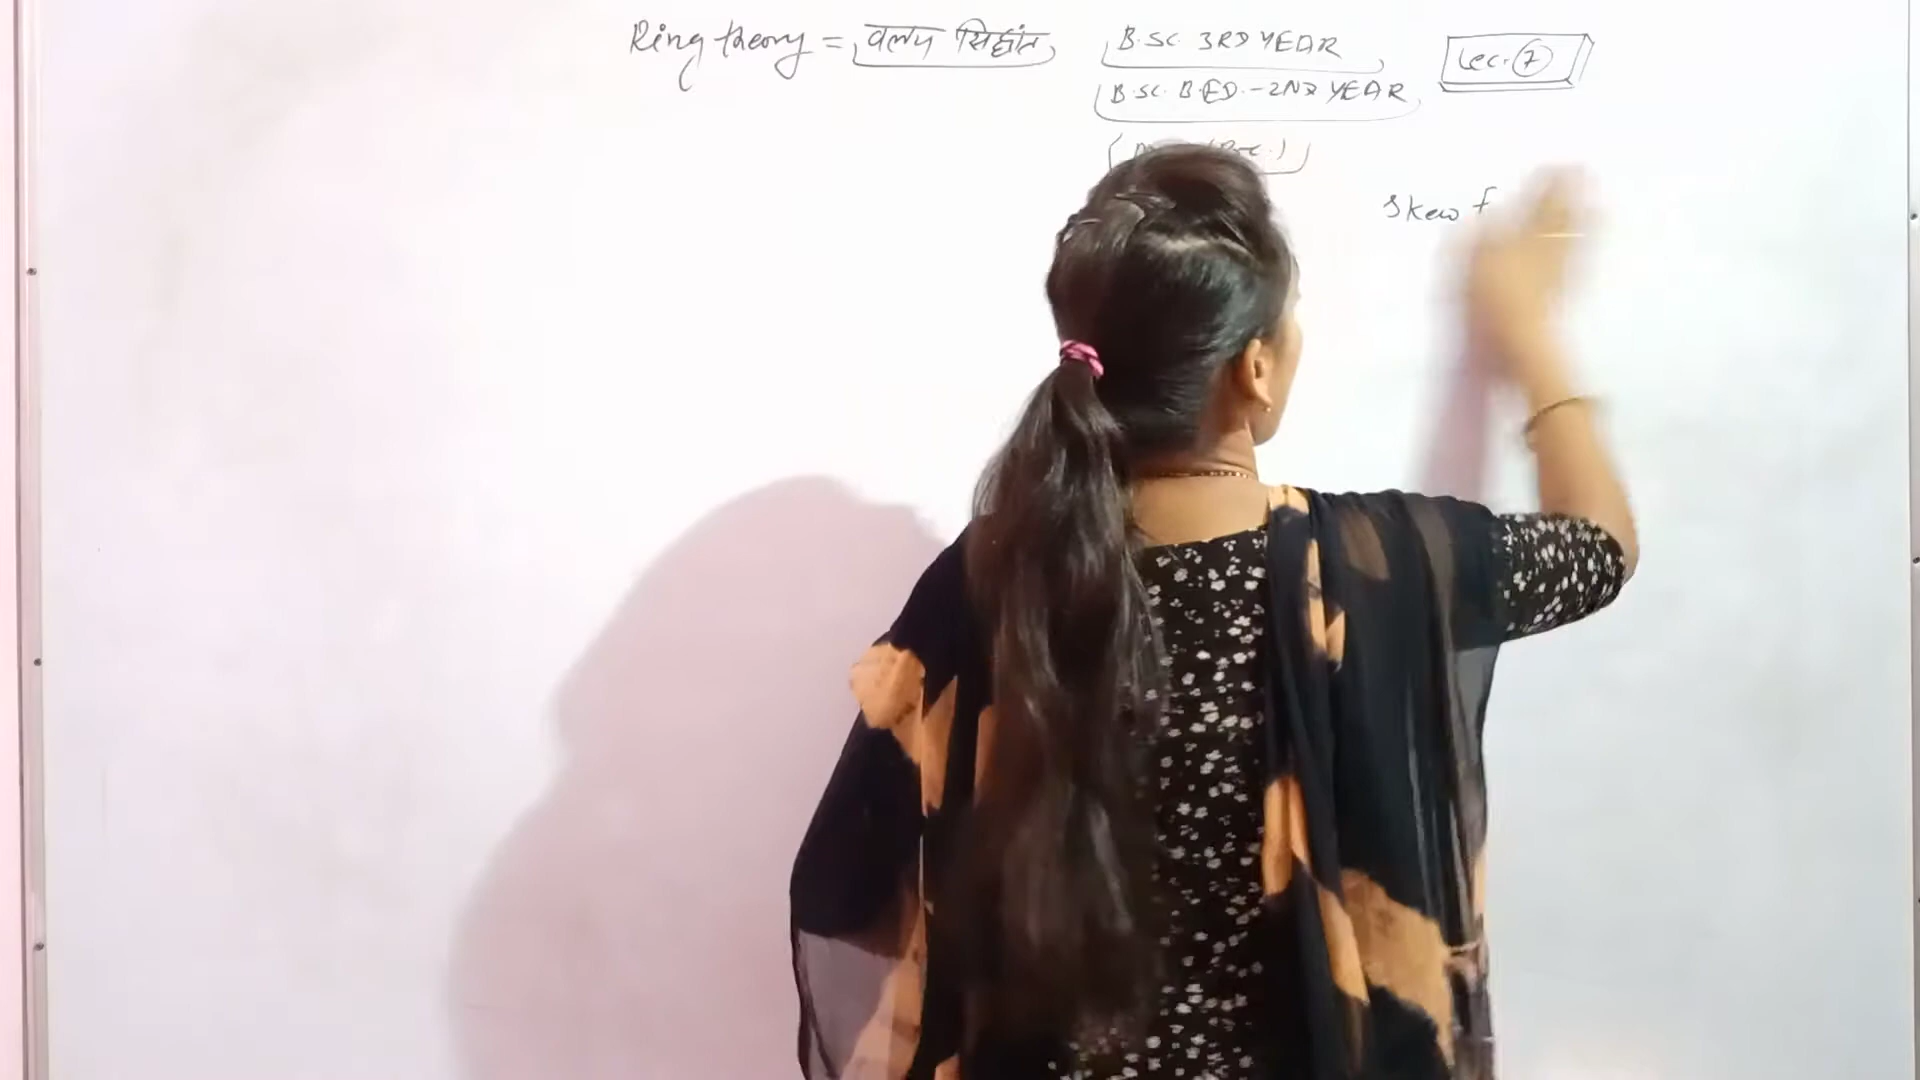 Ring theory = वलय सिद्धांत
B.SC. 3RD YEAR
Lec. 7
B.SC. B.ED. - 2ND YEAR
Skew f